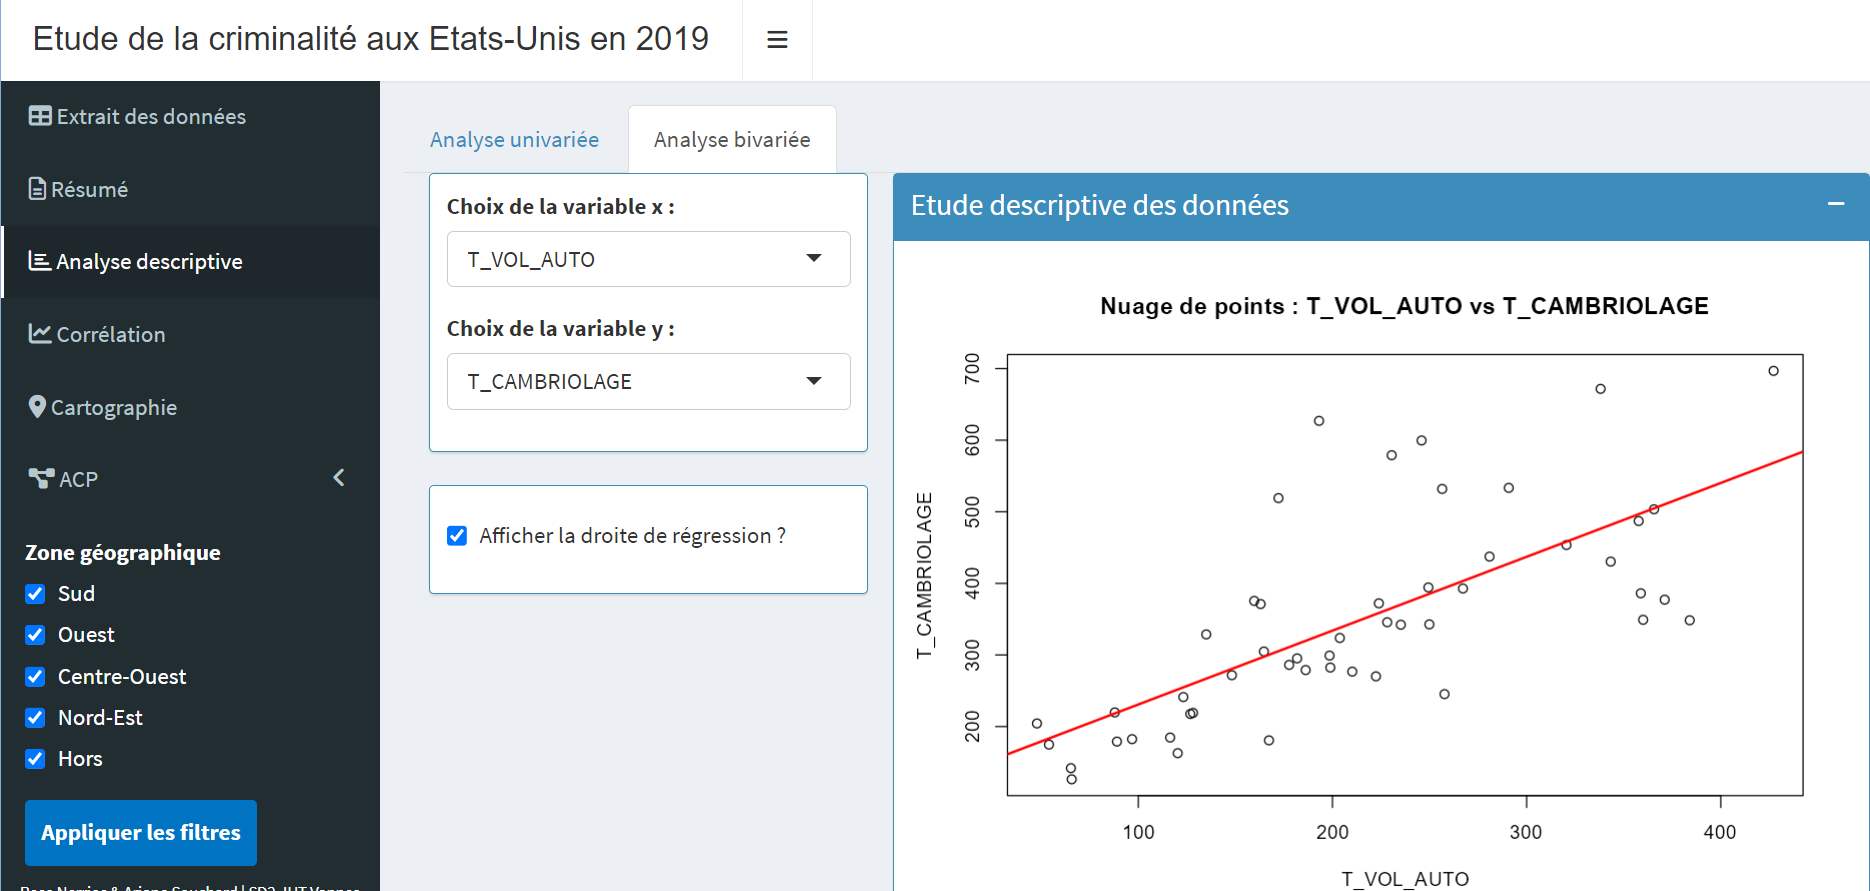 Etude de la criminalité aux Etats-Unis en 2019
Extrait des données
Résumé
Analyse descriptive
Corrélation
Cartographie
ACP
Zone géographique
Sud
Ouest
Centre-Ouest
Nord-Est
Hors
Appliquer les filtres
Analyse univariée
Analyse bivariée
Choix de la variable x :
T_VOL_AUTO
Choix de la variable y :
T_CAMBRIOLAGE
Afficher la droite de régression ?
Etude descriptive des données
Nuage de points : T_VOL_AUTO vs T_CAMBRIOLAGE
T_CAMBRIOLAGE
700
600
500
400
300
200
100 200 300 400
T_VOL_AUTO